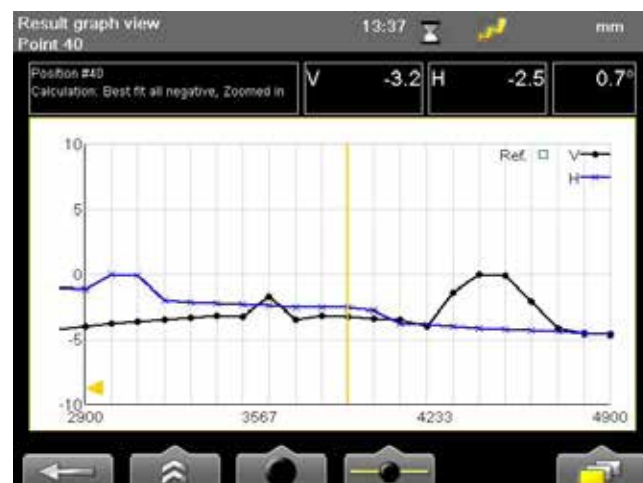 Result graph view 13:37 mm
Point 40
Position #40
Calculation: Best fit all negative, Zoomed in
V -3.2 H -2.5 0.7°
10
5
0
-5
-10
Ref. V
H
2900 3567 4233 4900